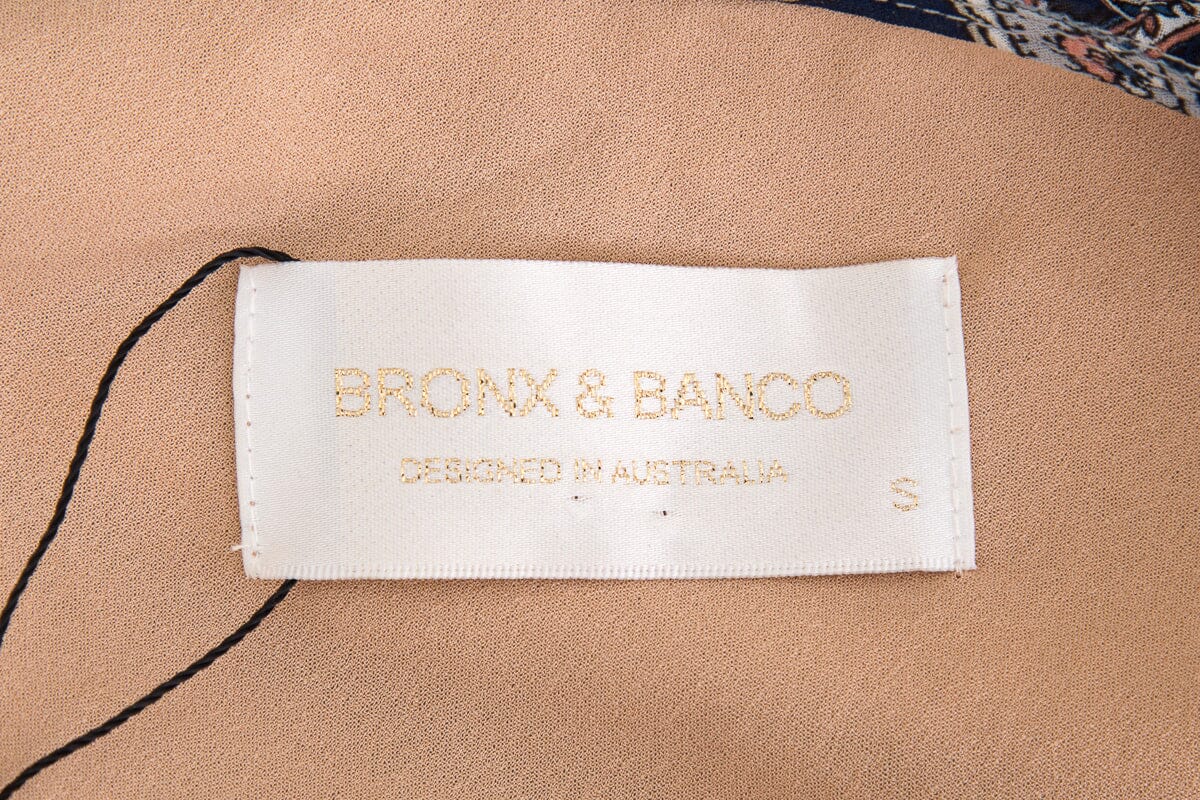 BRONX & BANCO
DESIGNED IN AUSTRALIA
S